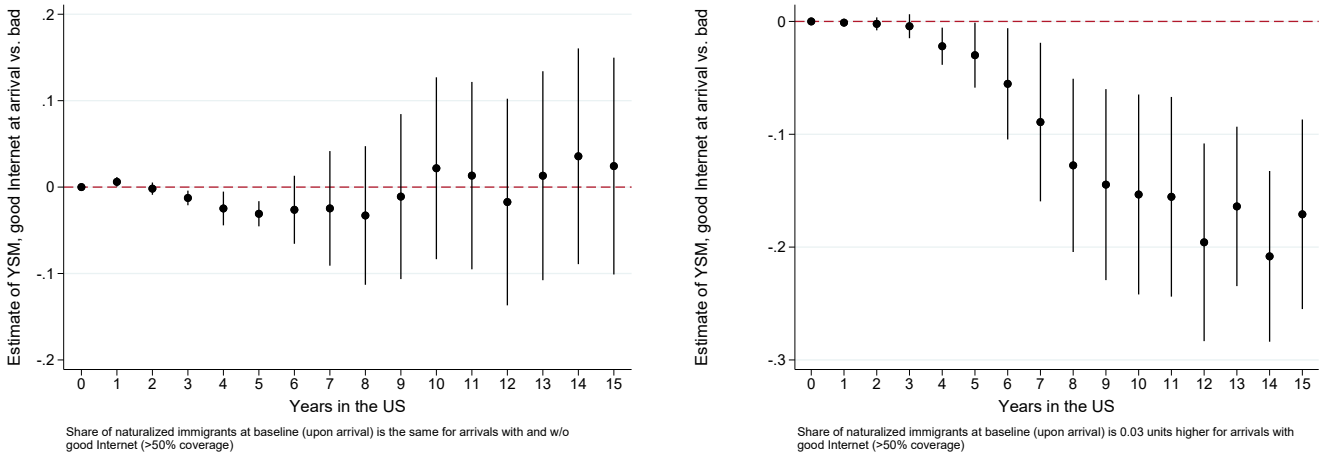 Estimate of YSM, good Internet at arrival vs. bad
.2
.1
0
-.1
-.2
0 1 2 3 4 5 6 7 8 9 10 11 12 13 14 15
Years in the US
Share of naturalized immigrants at baseline (upon arrival) is the same for arrivals with and w/o
good Internet (>50% coverage)
Estimate of YSM, good Internet at arrival vs. bad
0
-.1
-.2
-.3
0 1 2 3 4 5 6 7 8 9 10 11 12 13 14 15
Years in the US
Share of naturalized immigrants at baseline (upon arrival) is 0.03 units higher for arrivals with
good Internet (>50% coverage)